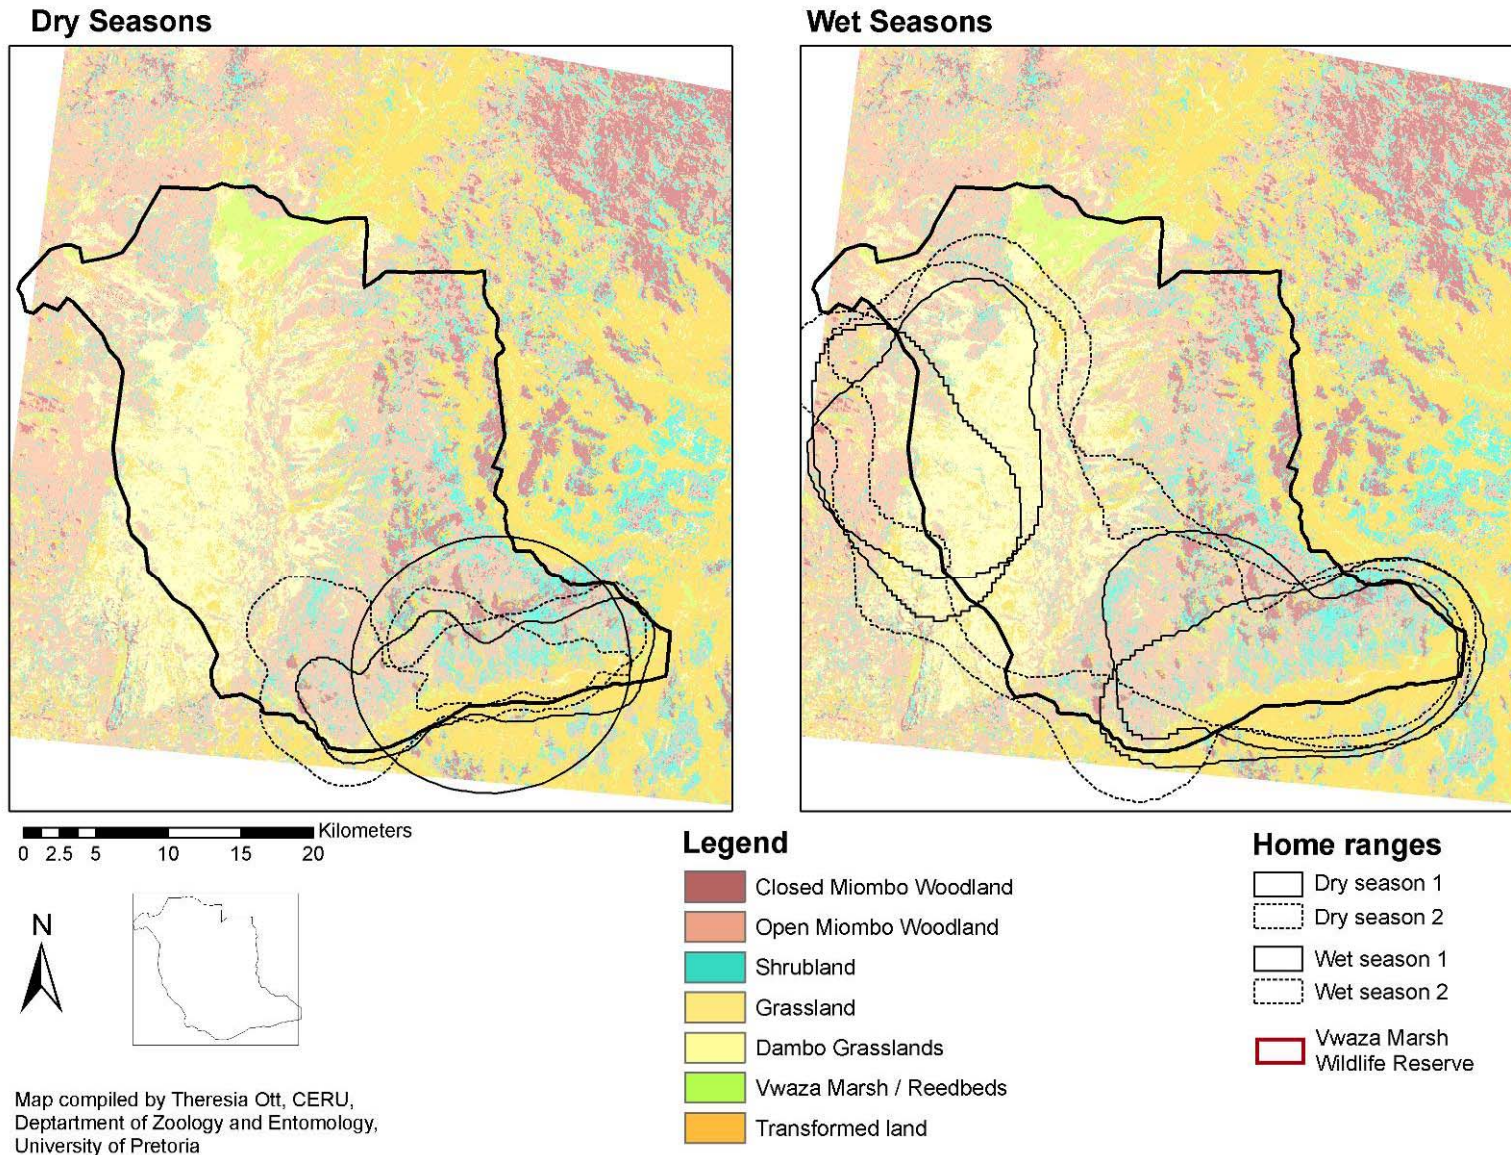 Dry Seasons
Wet Seasons
Kilometers
0 2.5 5 10 15 20
N
Map compiled by Theresia Ott, CERU,
Deptartment of Zoology and Entomology,
University of Pretoria
Legend
Closed Miombo Woodland
Open Miombo Woodland
Shrubland
Grassland
Dambo Grasslands
Vwaza Marsh / Reedbeds
Transformed land
Home ranges
Dry season 1
Dry season 2
Wet season 1
Wet season 2
Vwaza Marsh
Wildlife Reserve